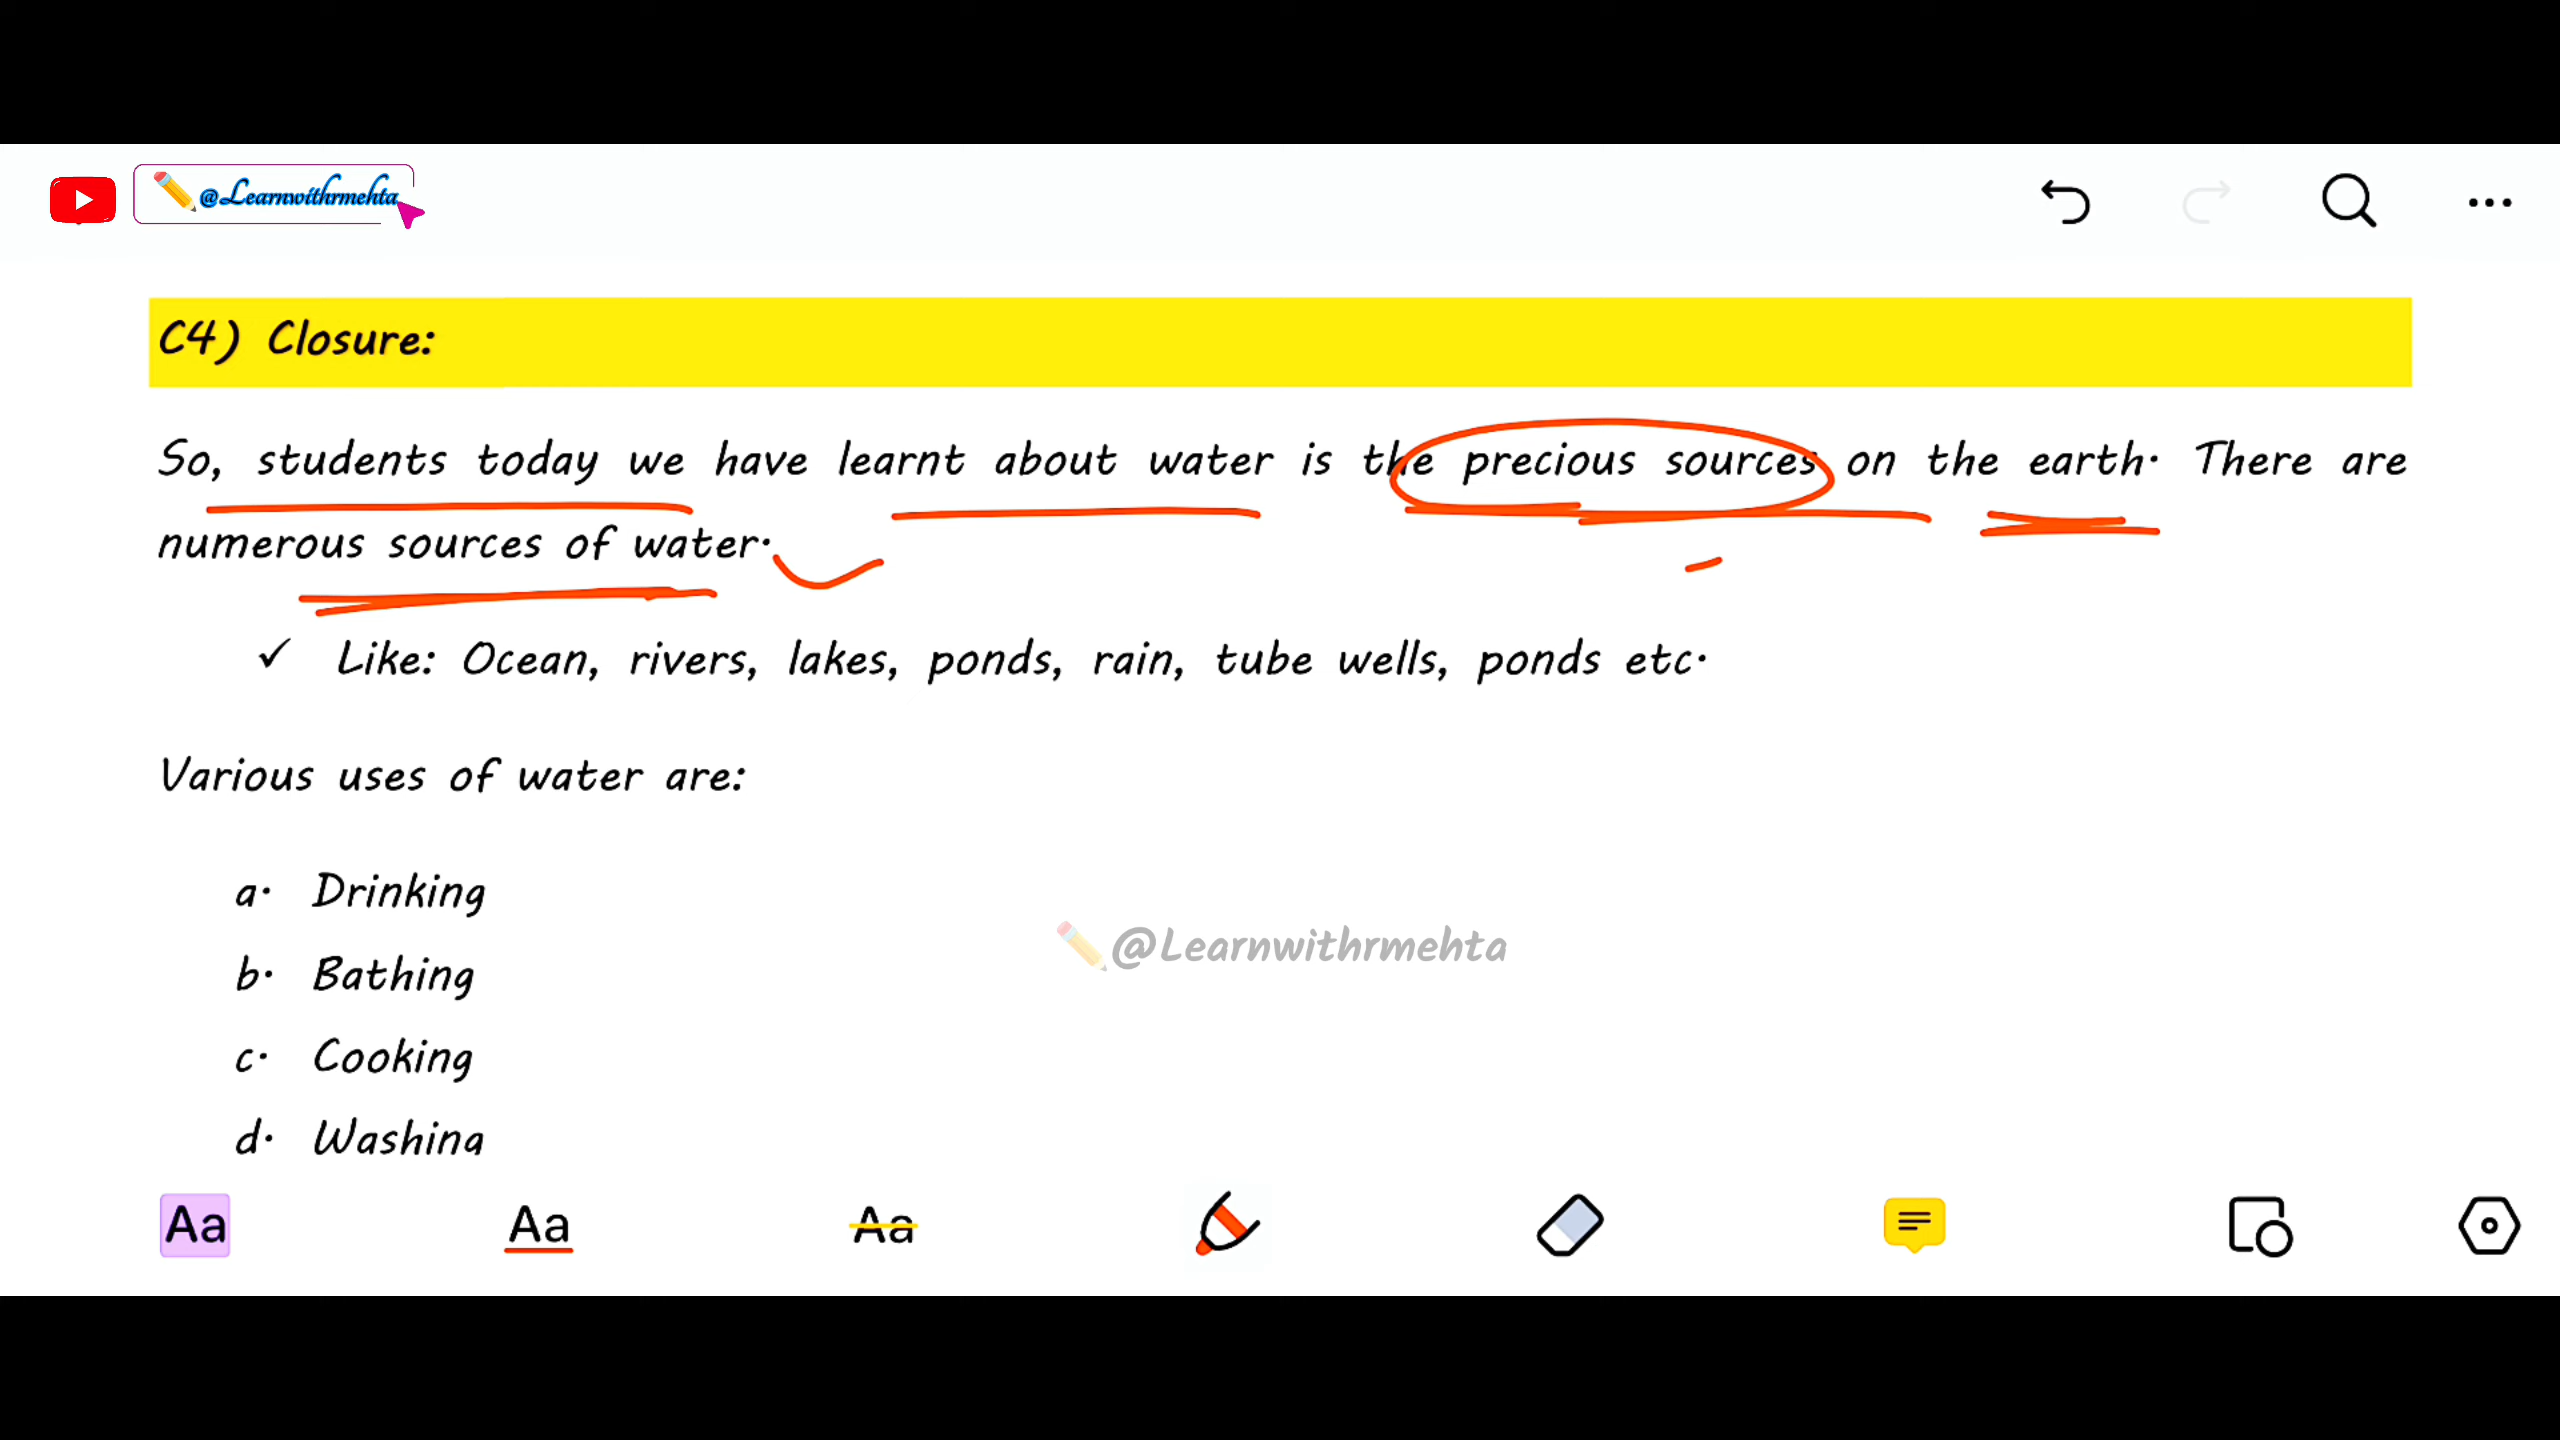 @Learnwithrmehta
C4) Closure:
So, students today we have learnt about water is the precious sources on the earth. There are
numerous sources of water.
✓ Like: Ocean, rivers, lakes, ponds, rain, tube wells, ponds etc.
Various uses of water are:
a. Drinking
@Learnwithrmehta
b. Bathing
c. Cooking
d. Washing
Aa Aa Aa